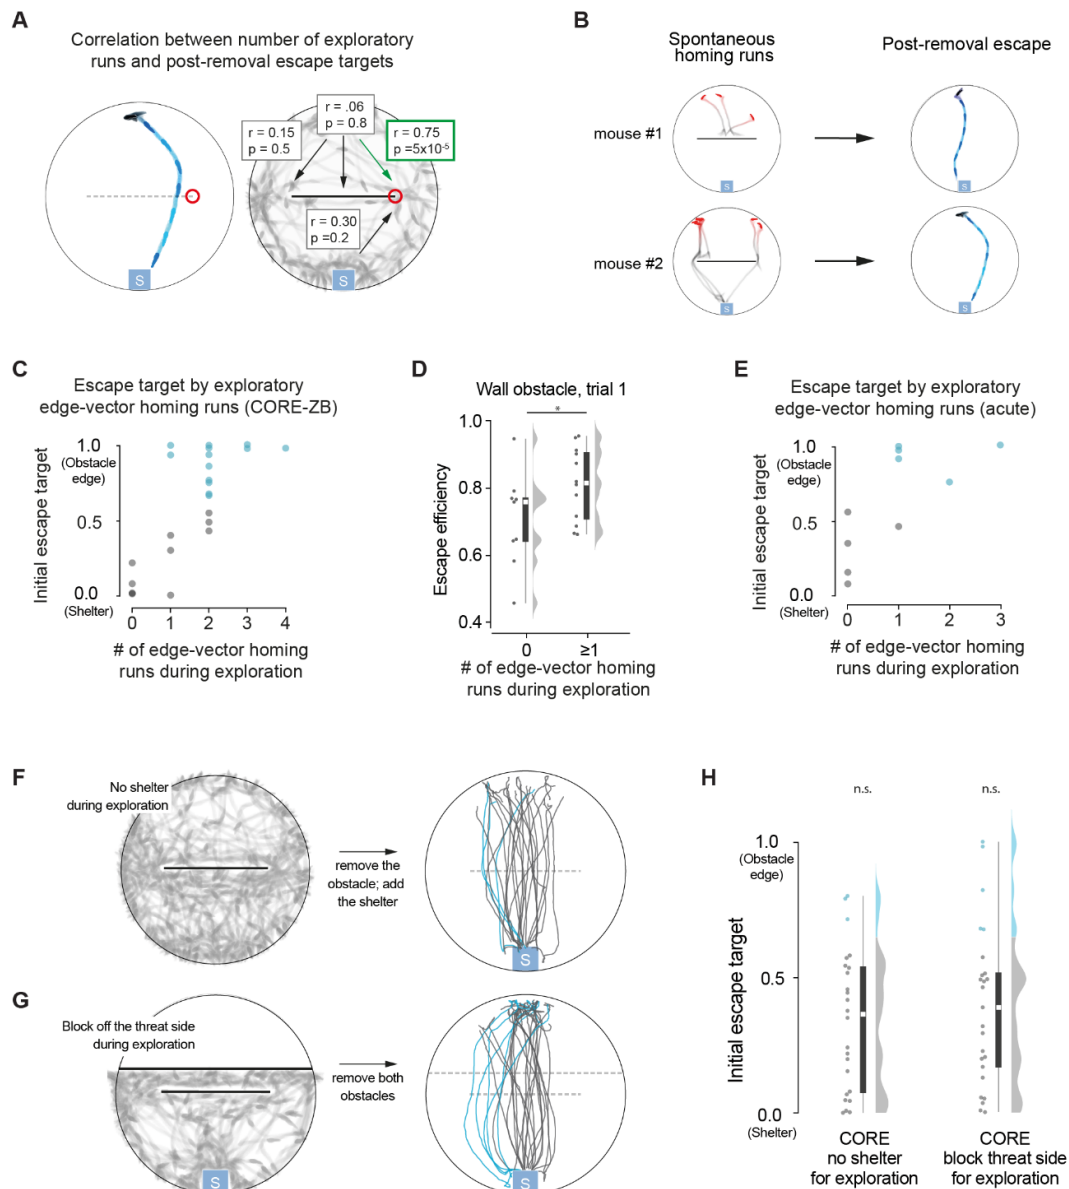 A
Correlation between number of exploratory
runs and post-removal escape targets
r = 0.15
p = 0.5
r = .06
p = 0.8
r = 0.75
p =5x10-5
r = 0.30
p =0.2
S
S
B
Spontaneous
homing runs
Post-removal escape
mouse #1
S
S
mouse #2
S
S
C
Escape target by exploratory
edge-vector homing runs (CORE-ZB)
Initial escape target
1.0
(Obstacle
edge)
0.5
0.0
(Shelter)
0 1 2 3 4
# of edge-vector homing
runs during exploration
D
Wall obstacle, trial 1
*
Escape efficiency
1.0
0.8
0.6
0.4
0 ≥1
# of edge-vector homing
runs during exploration
E
Escape target by exploratory
edge-vector homing runs (acute)
Initial escape target
1.0
(Obstacle
edge)
0.5
0.0
(Shelter)
0 1 2 3
# of edge-vector homing
runs during exploration
F
No shelter
during exploration
remove the
obstacle; add
the shelter
S
G
Block off the threat side
during exploration
S
remove both
obstacles
S
H
n.s. n.s.
Initial escape target
1.0
(Obstacle
edge)
0.5
0.0
(Shelter)
CORE
no shelter
for exploration
CORE
block threat side
for exploration